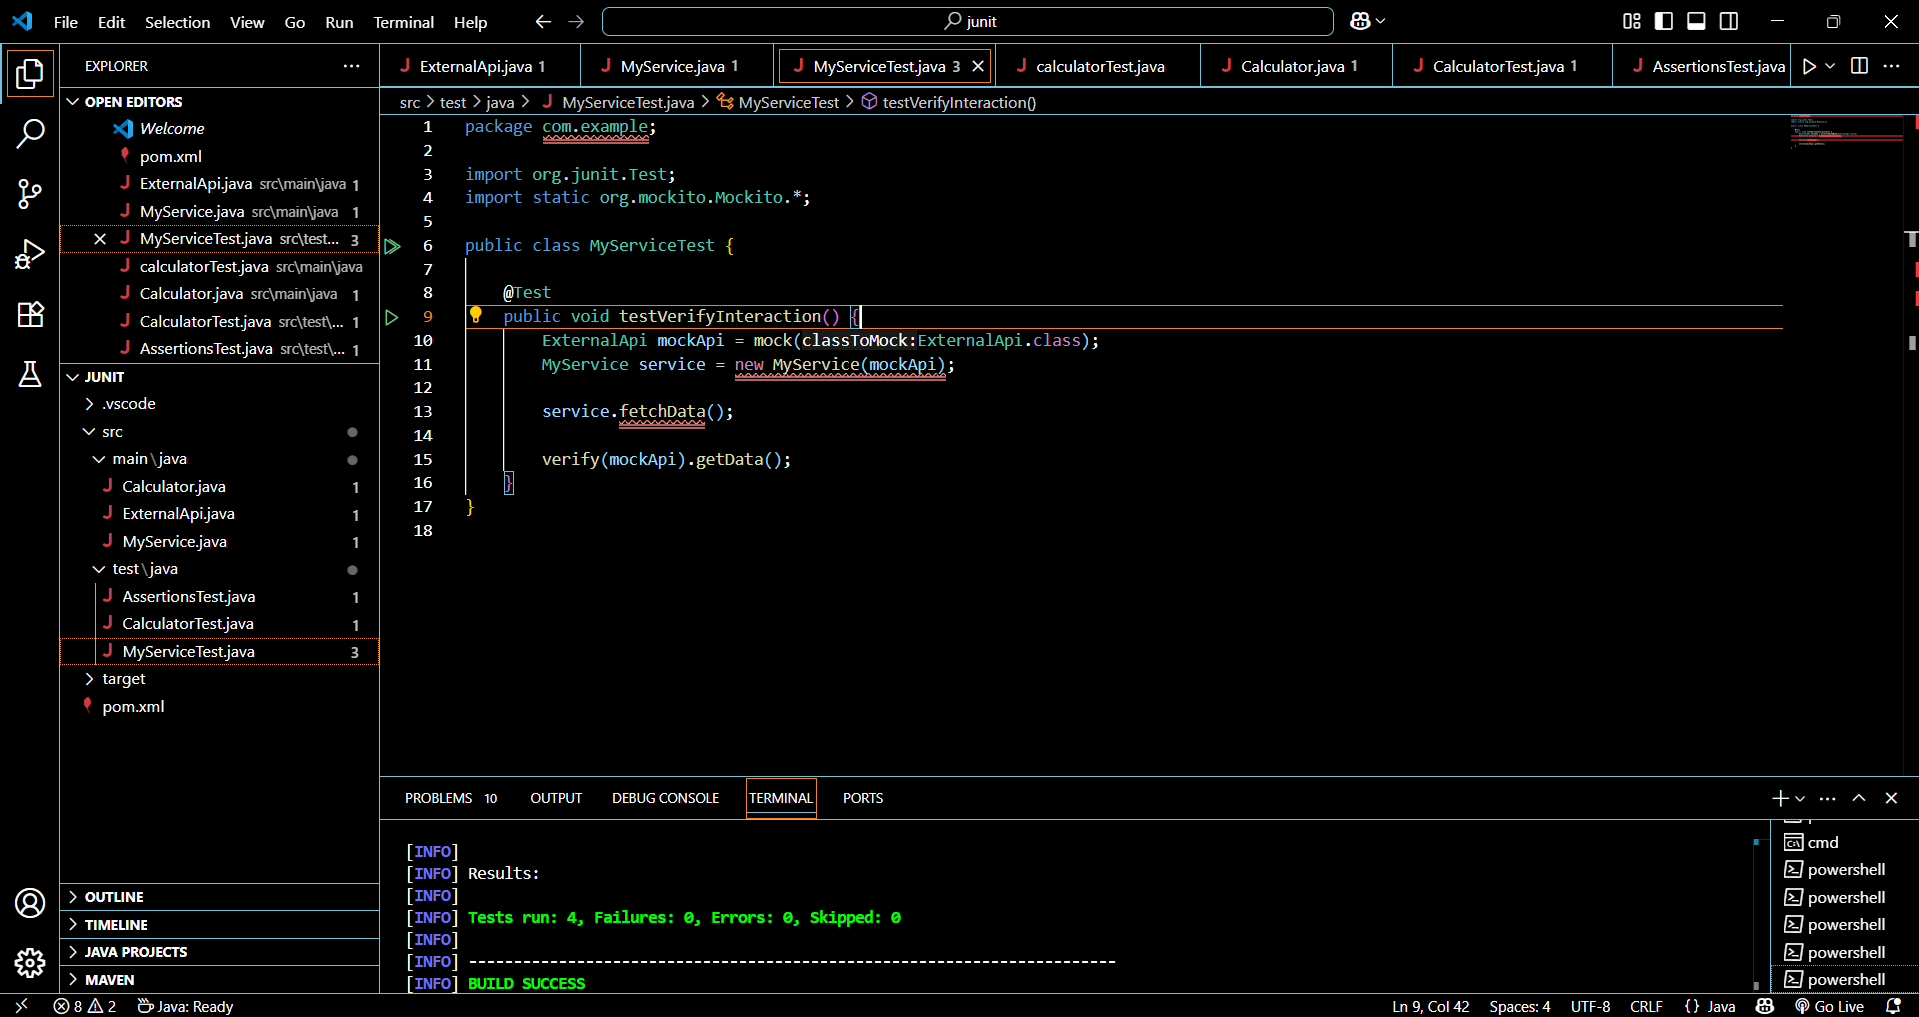 File Edit Selection View Go Run Terminal Help
junit
EXPLORER
OPEN EDITORS
Welcome
pom.xml
ExternalApi.java src\main\java 1
MyService.java src\main\java 1
MyServiceTest.java src\test... 3
calculatorTest.java src\main\java
Calculator.java src\main\java 1
CalculatorTest.java src\test\... 1
AssertionsTest.java src\test\... 1
JUNIT
.vscode
src
main\java
Calculator.java 1
ExternalApi.java 1
MyService.java 1
test\java
AssertionsTest.java 1
CalculatorTest.java 1
MyServiceTest.java 3
target
pom.xml
OUTLINE
TIMELINE
JAVA PROJECTS
MAVEN
ExternalApi.java 1 MyService.java 1 MyServiceTest.java 3 calculatorTest.java Calculator.java 1 CalculatorTest.java 1 AssertionsTest.java
src > test > java > MyServiceTest.java > MyServiceTest > testVerifyInteraction()
1 package com.example;
2
3 import org.junit.Test;
4 import static org.mockito.Mockito.*;
5
6 public class MyServiceTest {
7
8 @Test
9 public void testVerifyInteraction() {
10 ExternalApi mockApi = mock(classToMock:ExternalApi.class);
11 MyService service = new MyService(mockApi);
12
13 service.fetchData();
14
15 verify(mockApi).getData();
16 }
17 }
18
PROBLEMS 10 OUTPUT DEBUG CONSOLE TERMINAL PORTS
[INFO]
[INFO] Results:
[INFO]
[INFO] Tests run: 4, Failures: 0, Errors: 0, Skipped: 0
[INFO]
[INFO] ------------------------------------------------------------------------
[INFO] BUILD SUCCESS
cmd
powershell
powershell
powershell
powershell
powershell
8 2 Java: Ready
Ln 9, Col 42 Spaces: 4 UTF-8 CRLF {} Java Go Live